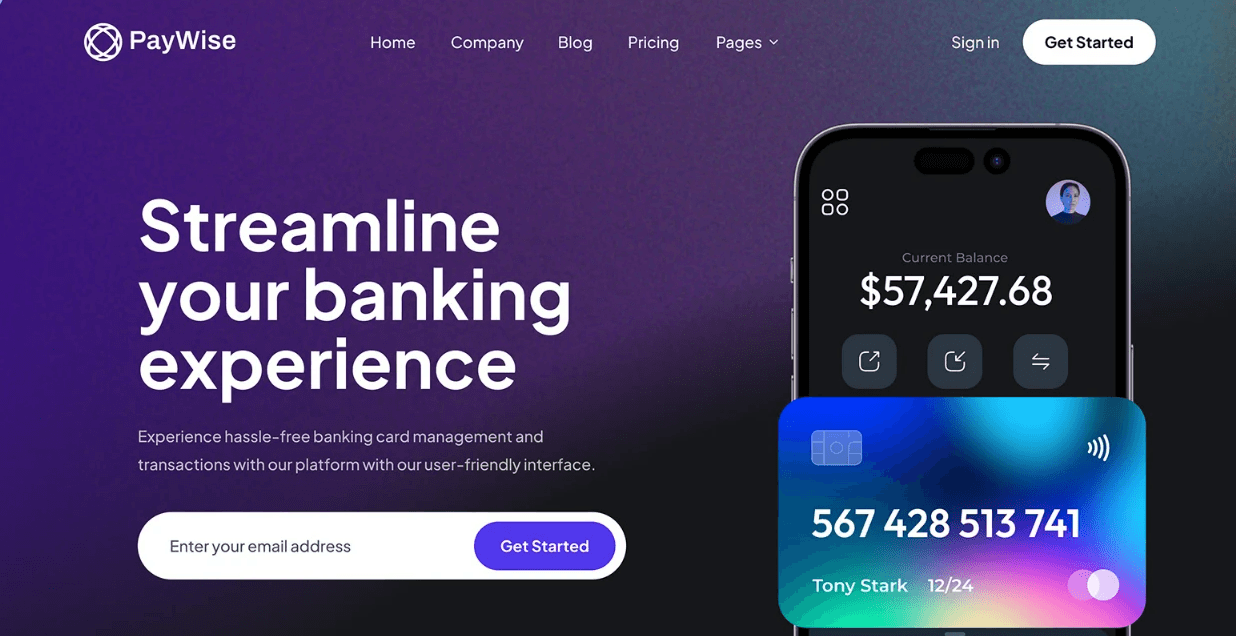 PayWise
Home Company Blog Pricing Pages
Sign in Get Started
Streamline
your banking
experience
Experience hassle-free banking card management and
transactions with our platform with our user-friendly interface.
Enter your email address Get Started
Current Balance
$57,427.68
567 428 513 741
Tony Stark 12/24